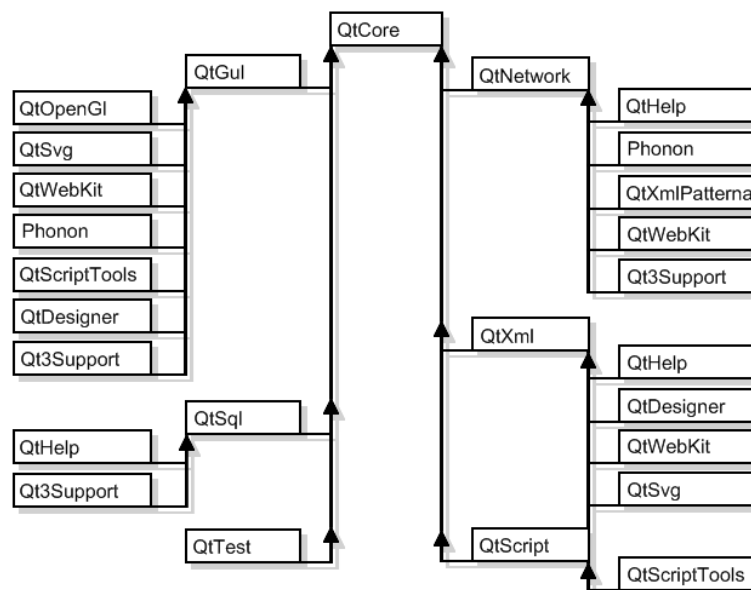 QtCore
QtGuI
QtOpenGl
QtSvg
QtWebKit
Phonon
QtScriptTools
QtDesigner
Qt3Support
QtSql
QtHelp
Qt3Support
QtTest
QtNetwork
QtHelp
Phonon
QtXmlPatterna
QtWebKit
Qt3Support
QtXml
QtHelp
QtDesigner
QtWebKit
QtSvg
QtScript
QtScriptTools